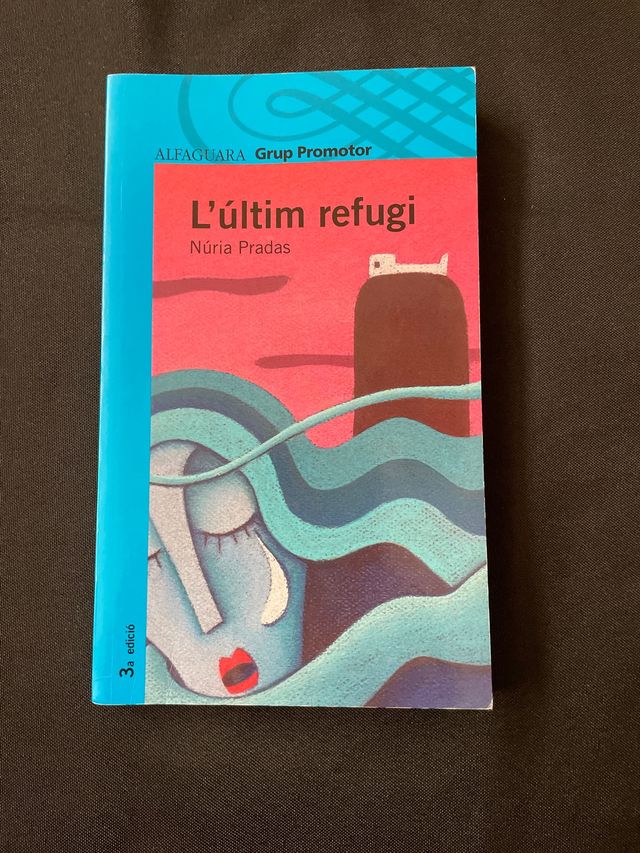 ALFAGUARA Grup Promotor
L'últim refugi
Núria Pradas
3a edició